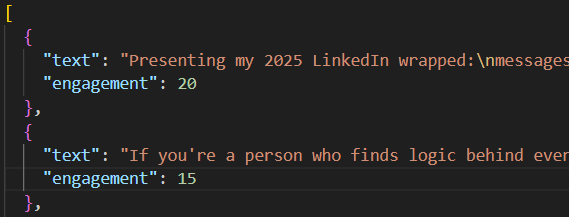 [
{
"text": "Presenting my 2025 LinkedIn wrapped:\nmessages
"engagement": 20
},
{
"text": "If you're a person who finds logic behind even
"engagement": 15
},